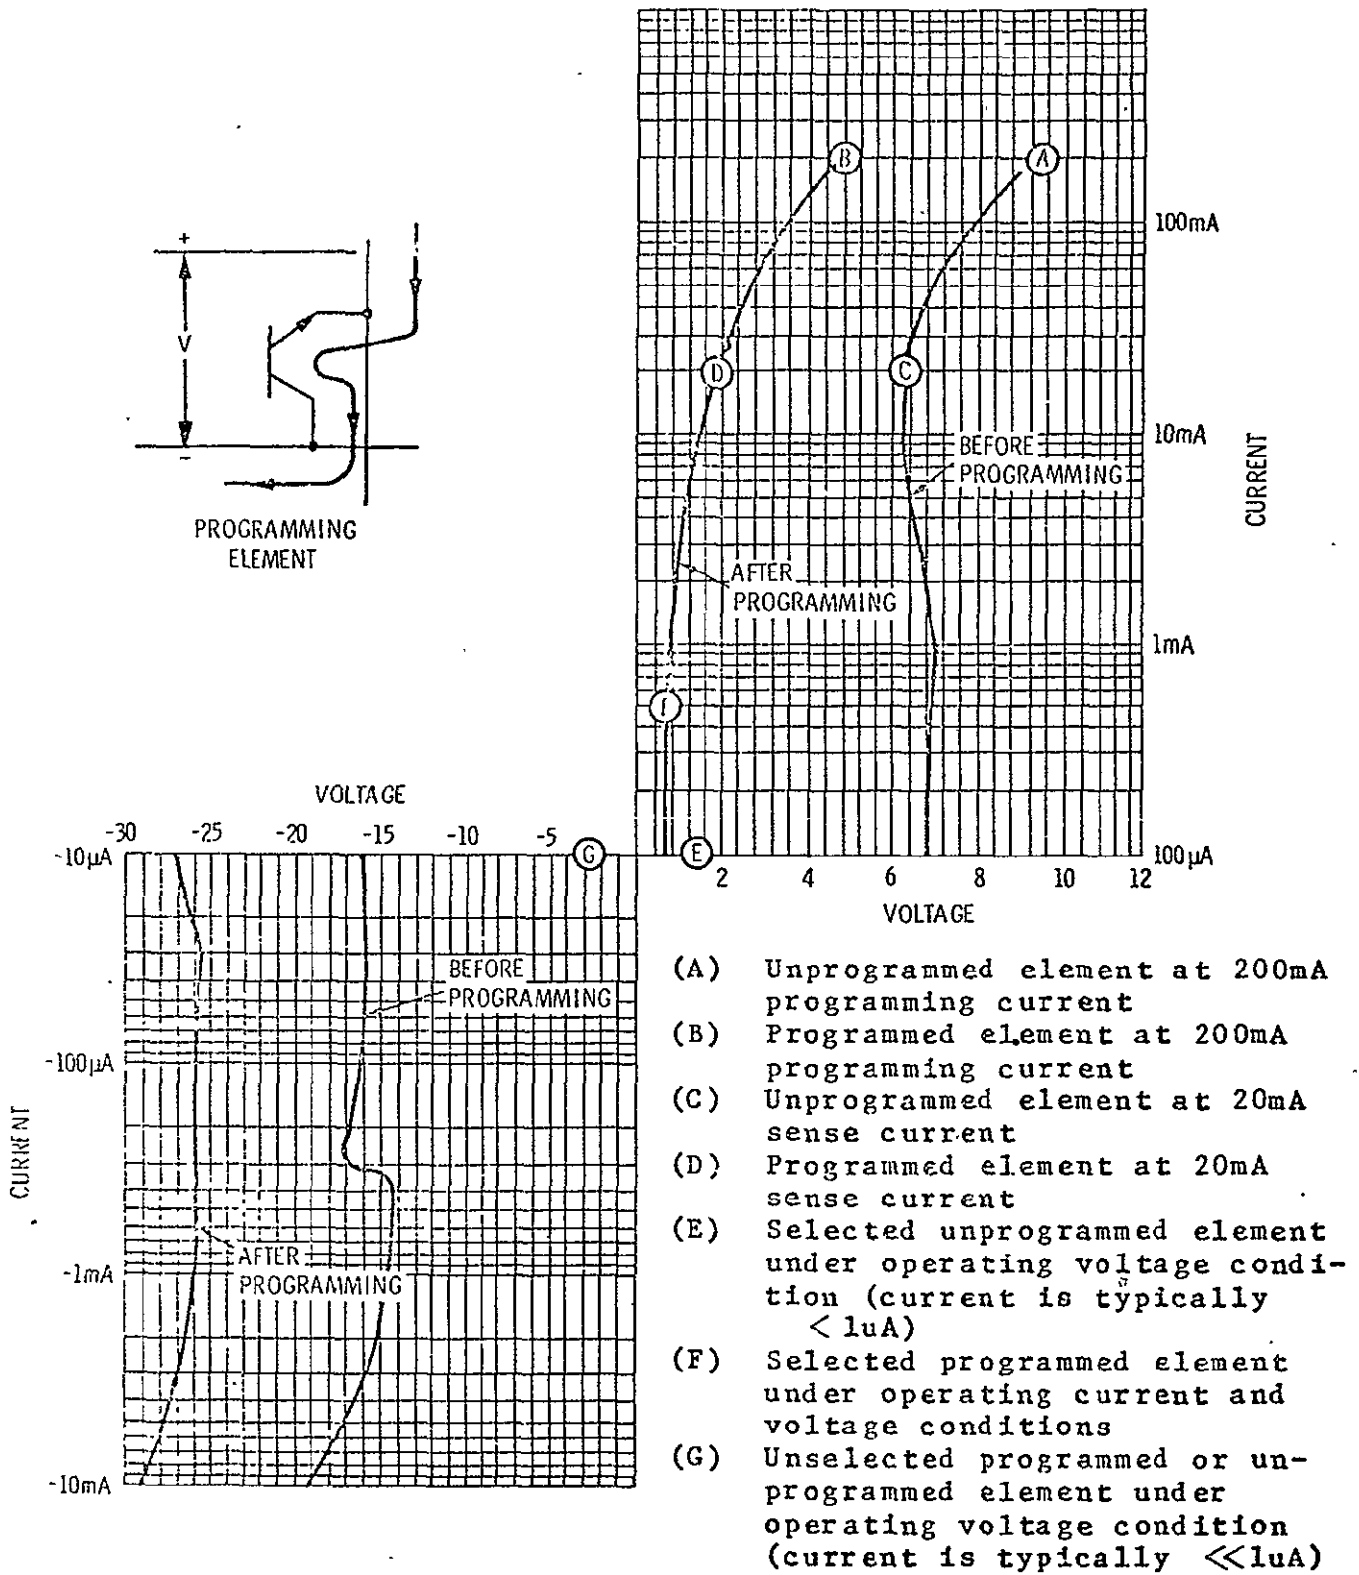 B
A
100mA
+
V
−
D
C
10mA
BEFORE
PROGRAMMING
CURRENT
PROGRAMMING
ELEMENT
AFTER
PROGRAMMING
1mA
VOLTAGE
-30 -25 -20 -15 -10 -5
-10µA
G
E
100µA
2 4 6 8 10 12
VOLTAGE
BEFORE
PROGRAMMING
-100µA
CURRENT
AFTER
PROGRAMMING
-1mA
-10mA
(A) Unprogrammed element at 200mA
programming current
(B) Programmed element at 200mA
programming current
(C) Unprogrammed element at 20mA
sense current
(D) Programmed element at 20mA
sense current
(E) Selected unprogrammed element
under operating voltage condi-
tion (current is typically
< 1uA)
(F) Selected programmed element
under operating current and
voltage conditions
(G) Unselected programmed or un-
programmed element under
operating voltage condition
(current is typically <<1uA)